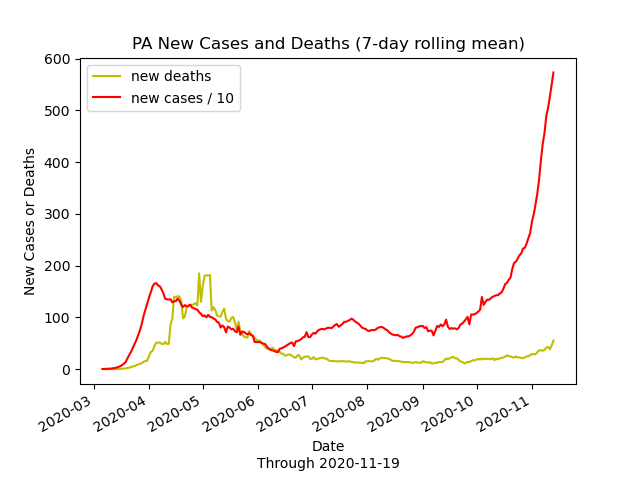 PA New Cases and Deaths (7-day rolling mean)
new deaths
new cases / 10
New Cases or Deaths
600
500
400
300
200
100
0
2020-03
2020-04
2020-05
2020-06
2020-07
2020-08
2020-09
2020-10
2020-11
Date
Through 2020-11-19